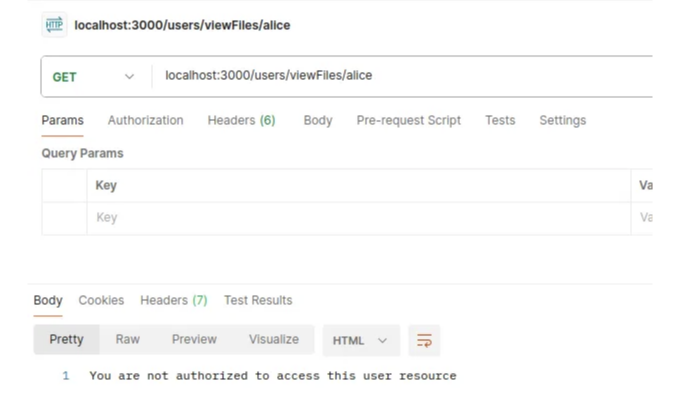 HTTP localhost:3000/users/viewFiles/alice
GET localhost:3000/users/viewFiles/alice
Params Authorization Headers (6) Body Pre-request Script Tests Settings
Query Params
Key Va
Key Va
Body Cookies Headers (7) Test Results
Pretty Raw Preview Visualize HTML
1 You are not authorized to access this user resource